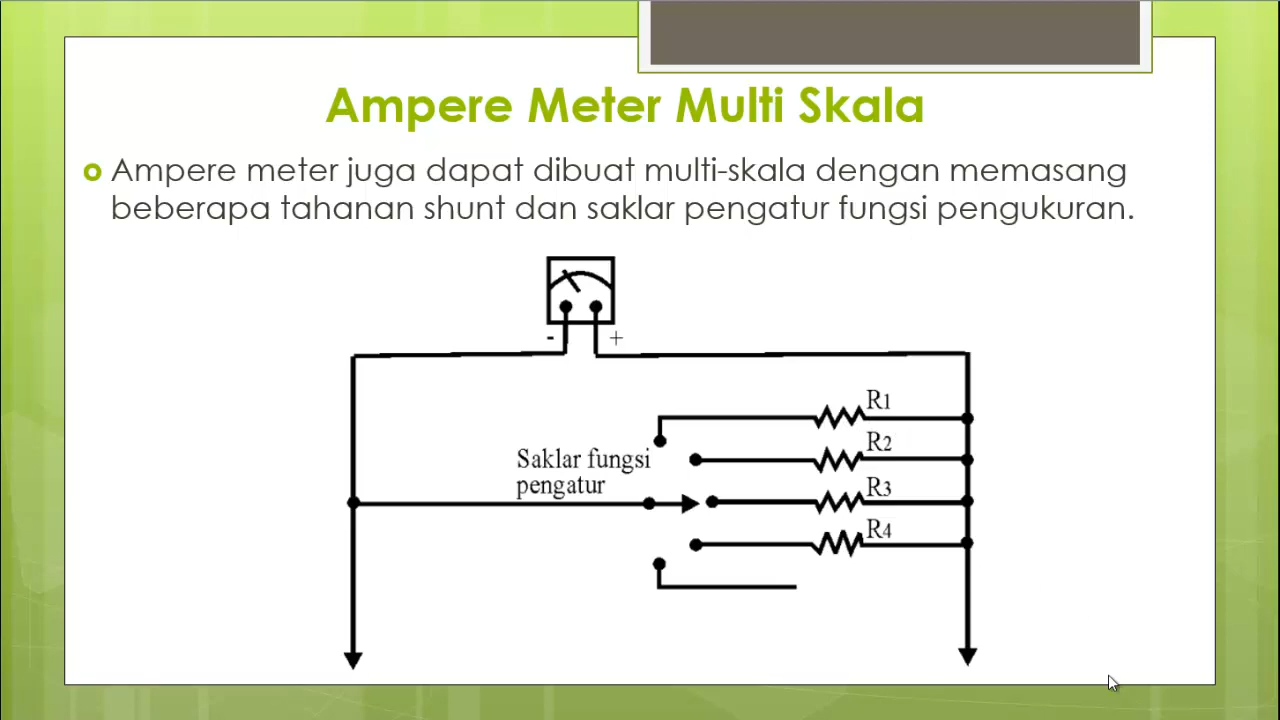 Ampere Meter Multi Skala
Ampere meter juga dapat dibuat multi-skala dengan memasang
beberapa tahanan shunt dan saklar pengatur fungsi pengukuran.
- +
R1
R2
Saklar fungsi
pengatur
R3
R4